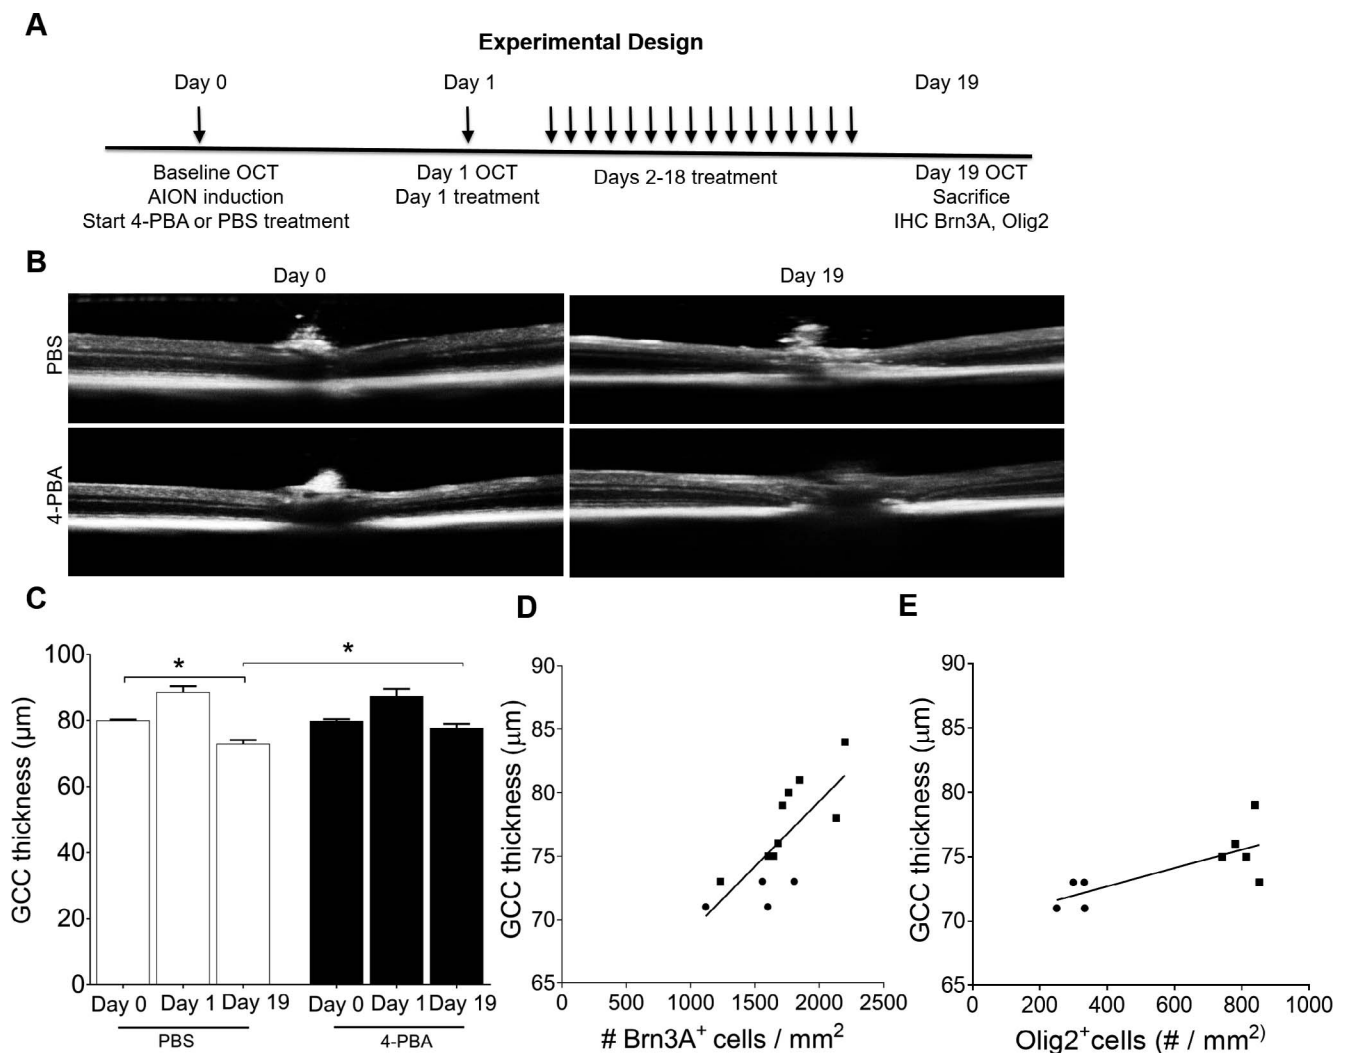 A
Experimental Design
Day 0
Day 1
Day 19
Baseline OCT
AION induction
Start 4-PBA or PBS treatment
Day 1 OCT
Day 1 treatment
Days 2-18 treatment
Day 19 OCT
Sacrifice
IHC Brn3A, Olig2
B
Day 0
Day 19
PBS
4-PBA
C
GCC thickness (µm)
100
80
60
40
20
0
*
*
Day 0 Day 1 Day 19
Day 0 Day 1 Day 19
PBS
4-PBA
D
GCC thickness (µm)
90
85
80
75
70
65
0 500 1000 1500 2000 2500
# Brn3A⁺ cells / mm²
E
GCC thickness (µm)
90
85
80
75
70
65
0 200 400 600 800 1000
Olig2⁺cells (# / mm²⁾